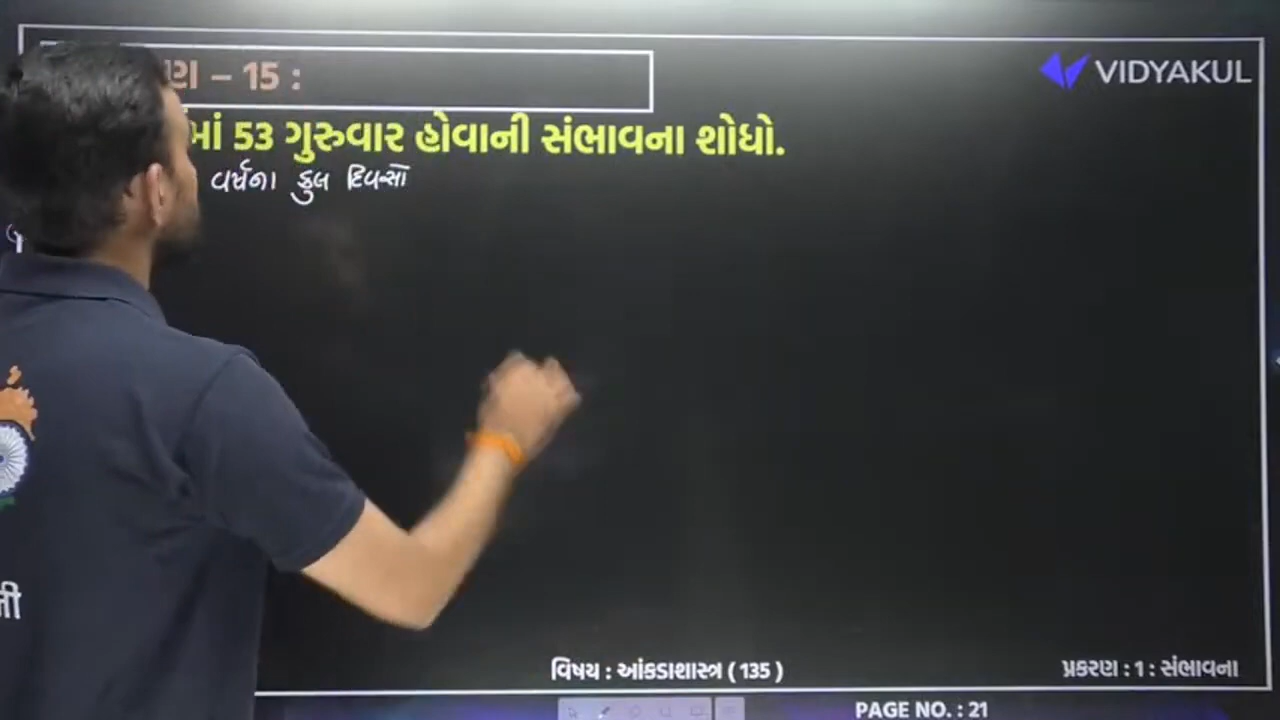 – 15 :
VIDYAKUL
માં 53 ગુરુવાર હોવાની સંભાવના શોધો.
વર્ષના કુલ દિવસો
વિષય : આંકડાશાસ્ત્ર ( 135 )
પ્રકરણ : 1 : સંભાવના
PAGE NO. : 21